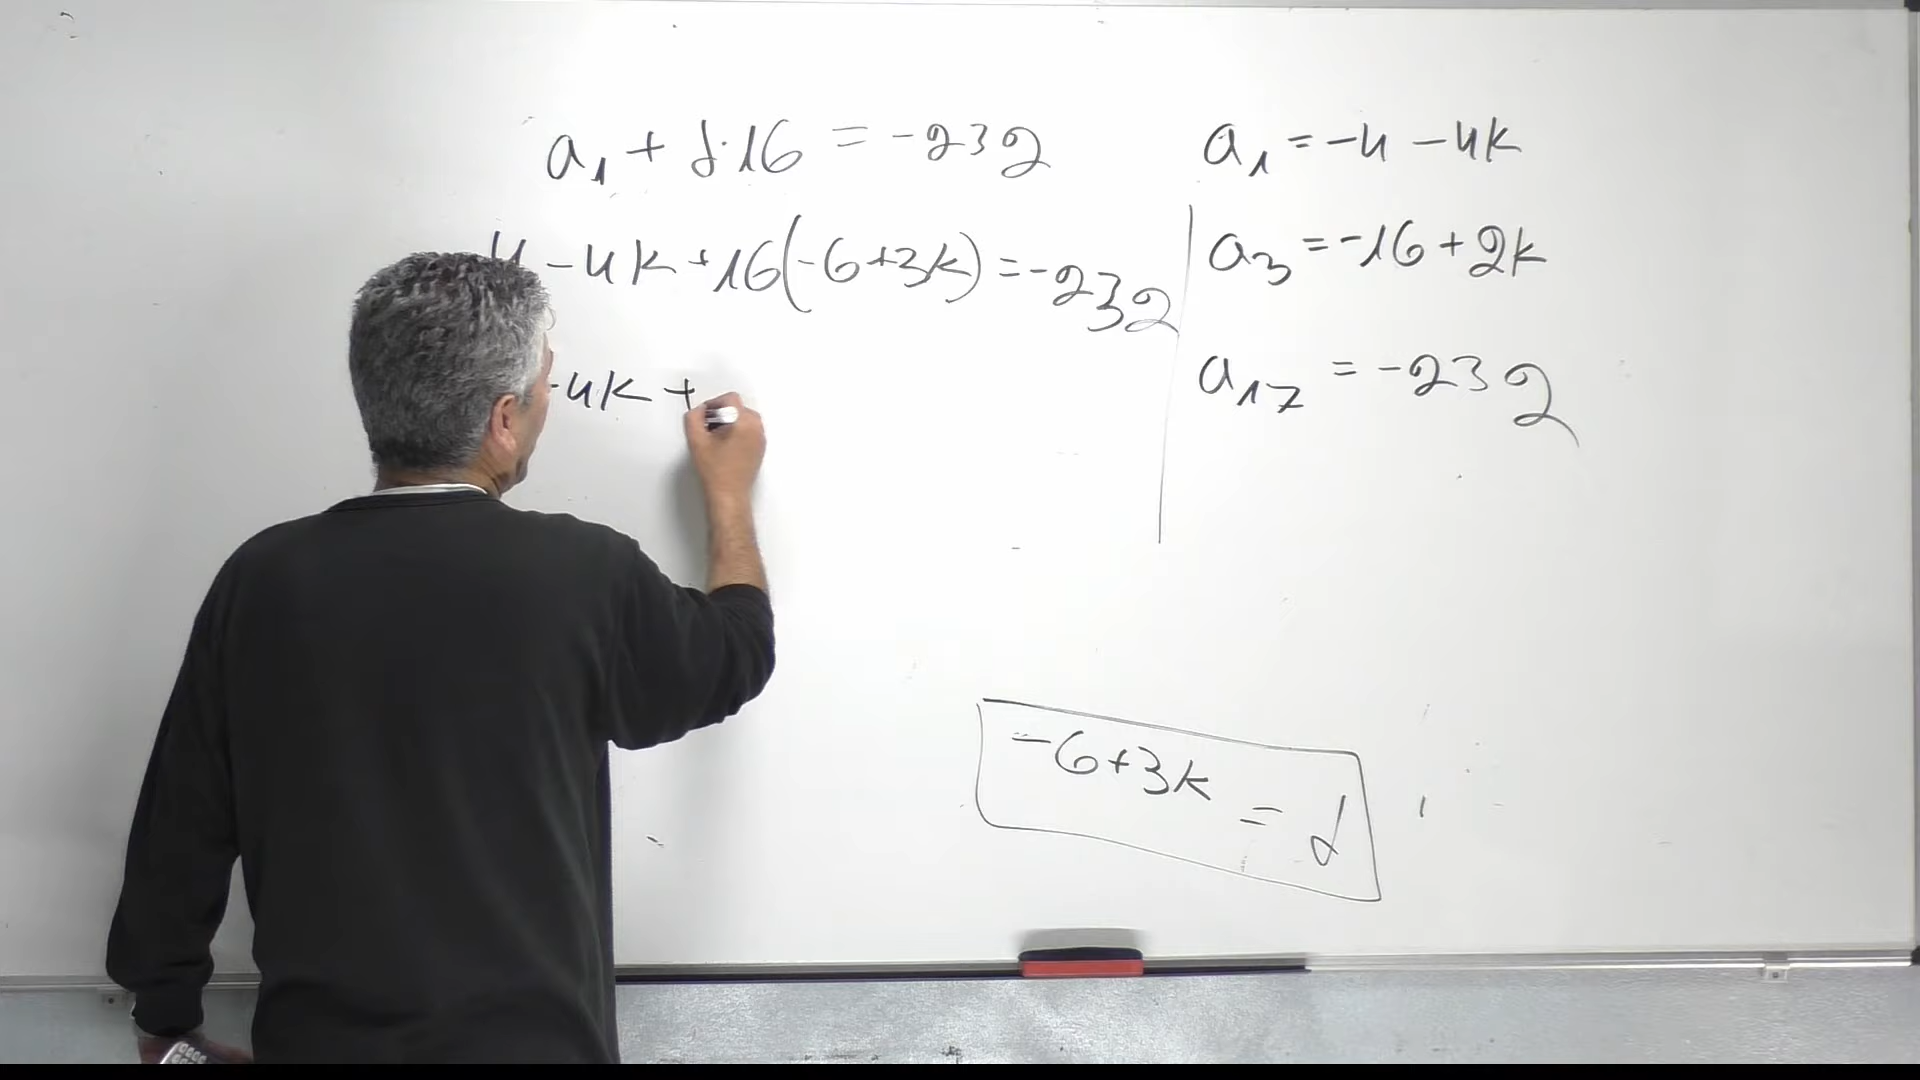 a₁ + d·16 = -232
4 - 4k + 16(-6+3k) = -232
-4k +
a₁ = -4 - 4k
a₃ = -16 + 2k
a₁₇ = -232
-6+3k = d